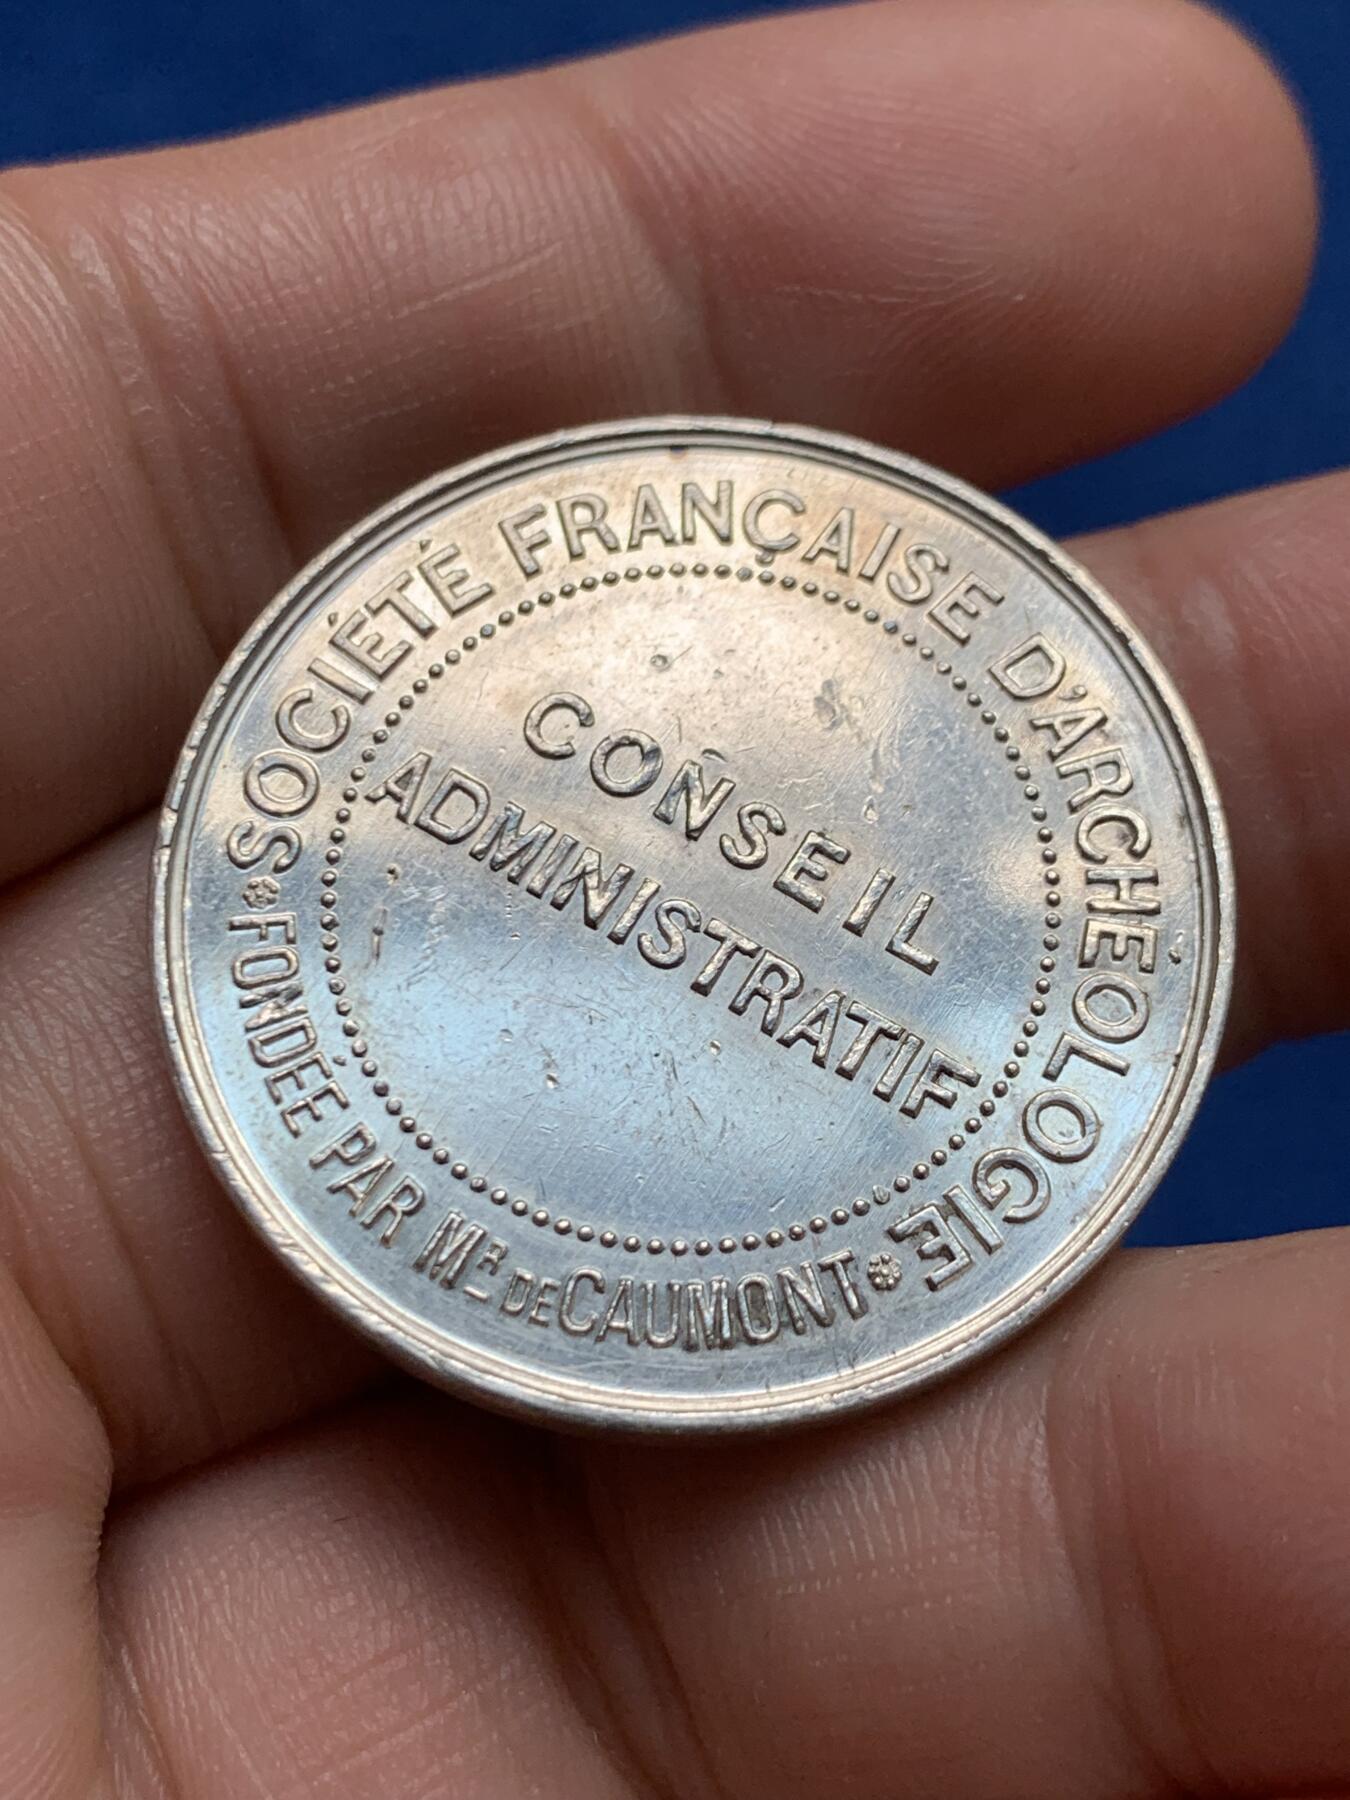 SOCIÉTÉ FRANÇAISE D'ARCHÉOLOGIE
CONSEIL
ADMINISTRATIF
FONDÉE PAR MR DE CAUMONT